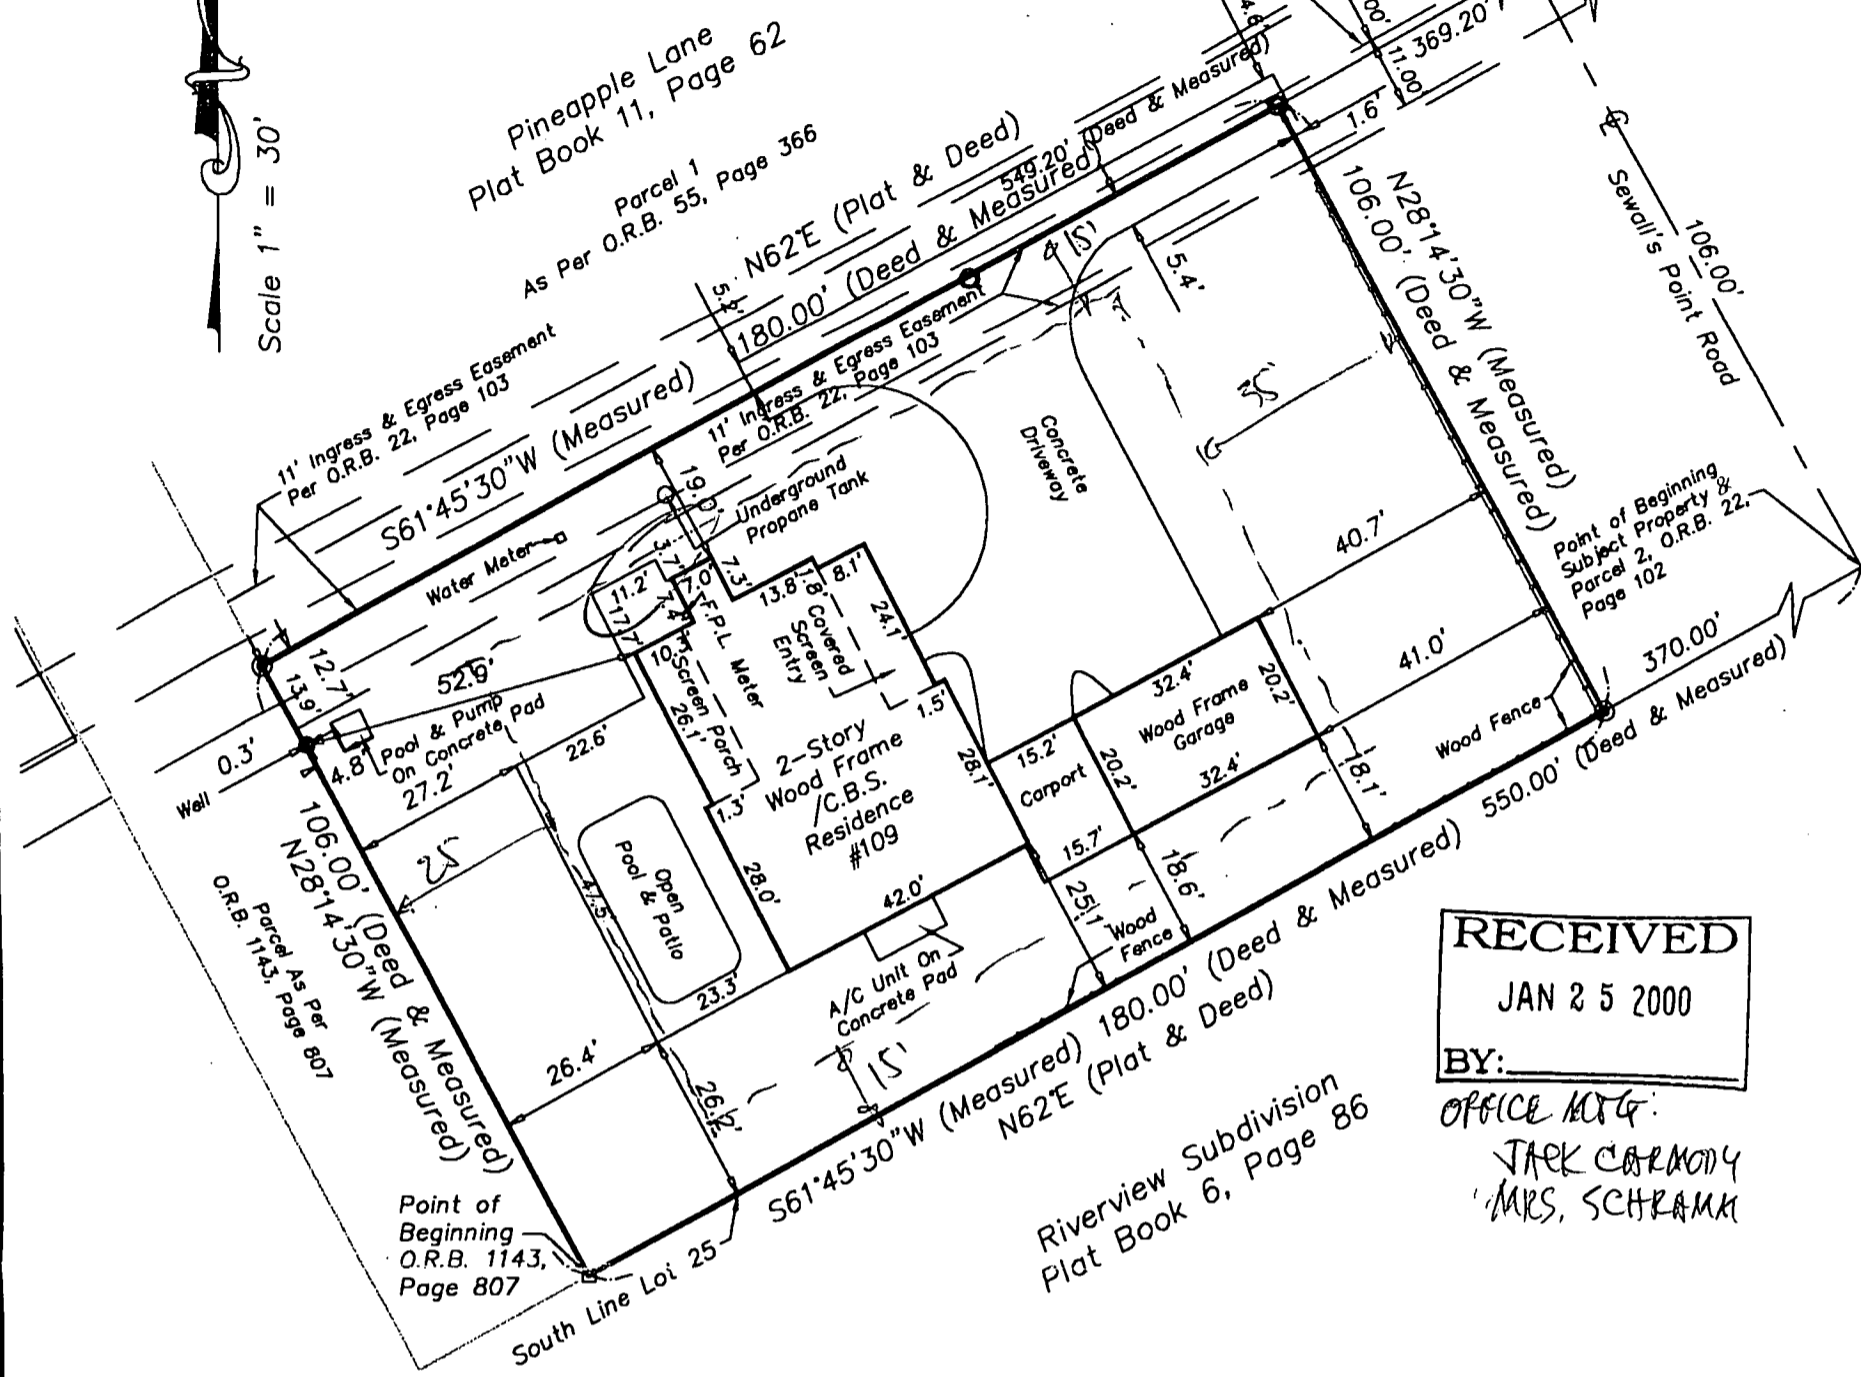 Scale 1" = 30'
Pineapple Lane
Plat Book 11, Page 62
Parcel 1
As Per O.R.B. 55, Page 366
N62°E (Plat & Deed)
549.20' (Deed & Measured)
180.00' (Deed & Measured)
369.20'
11.00'
1.6'
5.2'
15'
5.4'
11' Ingress & Egress Easement
Per O.R.B. 22, Page 103
S61°45'30"W (Measured)
11' Ingress & Egress Easement
Per O.R.B. 22, Page 103
N28°14'30"W (Measured)
106.00' (Deed & Measured)
106.00'
Sewall's Point Road
35'
Concrete
Driveway
Underground
Propane Tank
19.0'
Water Meter
3.7'
7.0'
7.3'
11.2'
17.7'
7.4'
F.P.L. Meter
13.8'
1.8'
8.1'
24.1'
Covered
Screen
Entry
1.5'
Screen Porch
26.1'
40.7'
41.0'
Point of Beginning
Subject Property &
Parcel 2, O.R.B. 22,
Page 102
370.00'
12.7'
13.9'
52.9'
Pool & Pump
On Concrete Pad
0.3'
Well
4.8'
27.2'
22.6'
25
1.3'
2-Story
Wood Frame
/C.B.S.
Residence
#109
28.1'
28.0'
42.0'
15.2'
Carport
20.2'
15.7'
32.4'
Wood Frame
Garage
20.2'
32.4'
18.1'
Wood Fence
550.00' (Deed & Measured)
18.6'
25.1'
Wood
Fence
Open
Pool & Patio
47.5'
23.3'
26.4'
26.2'
A/C Unit On
Concrete Pad
15'
106.00' (Deed & Measured)
N28°14'30"W (Measured)
Parcel As Per
O.R.B. 1143, Page 807
S61°45'30"W (Measured) 180.00' (Deed & Measured)
N62°E (Plat & Deed)
Riverview Subdivision
Plat Book 6, Page 86
Point of
Beginning
O.R.B. 1143,
Page 807
South Line Lot 25
RECEIVED
JAN 25 2000
BY:
OFFICE MTG:
JACK CARMODY
MRS. SCHRAMM